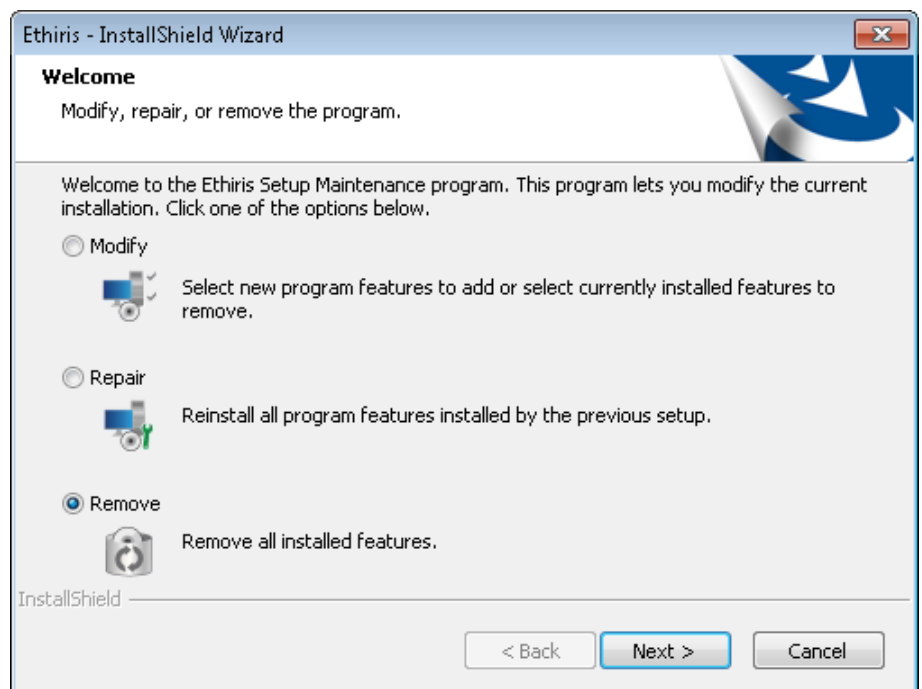 Ethiris - InstallShield Wizard
Welcome
Modify, repair, or remove the program.
Welcome to the Ethiris Setup Maintenance program. This program lets you modify the current
installation. Click one of the options below.
Modify
Select new program features to add or select currently installed features to
remove.
Repair
Reinstall all program features installed by the previous setup.
Remove
Remove all installed features.
InstallShield
< Back Next > Cancel